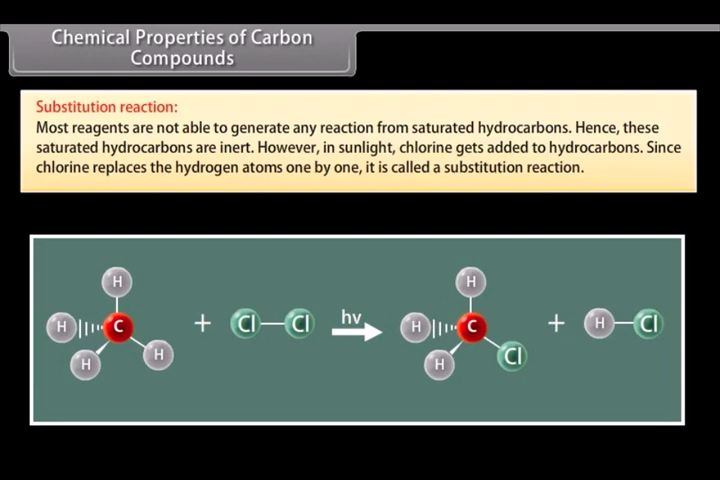 Chemical Properties of Carbon
Compounds
Substitution reaction:
Most reagents are not able to generate any reaction from saturated hydrocarbons. Hence, these
saturated hydrocarbons are inert. However, in sunlight, chlorine gets added to hydrocarbons. Since
chlorine replaces the hydrogen atoms one by one, it is called a substitution reaction.
H H
H C + Cl Cl hv H C + H Cl
H H H Cl